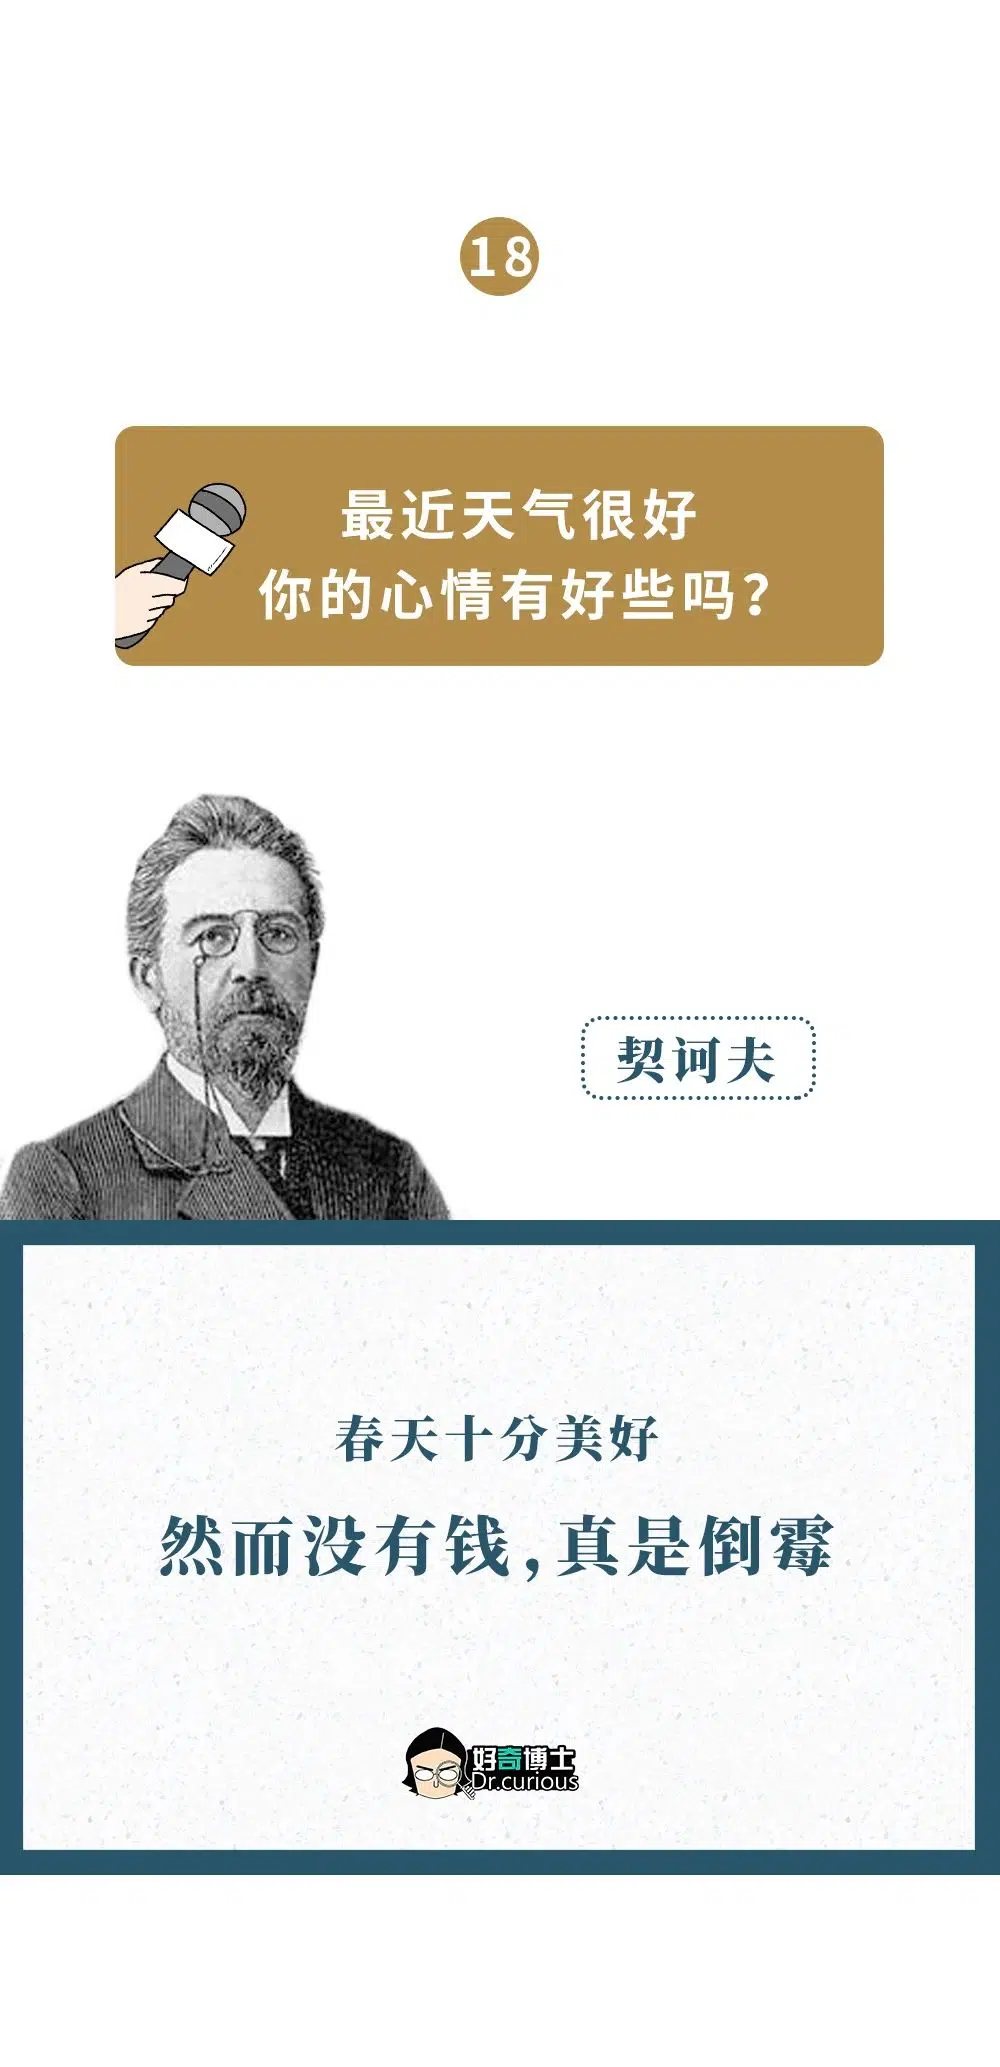 18
最近天气很好
你的心情有好些吗？
契诃夫
春天十分美好
然而没有钱，真是倒霉
好奇博士
Dr.curious